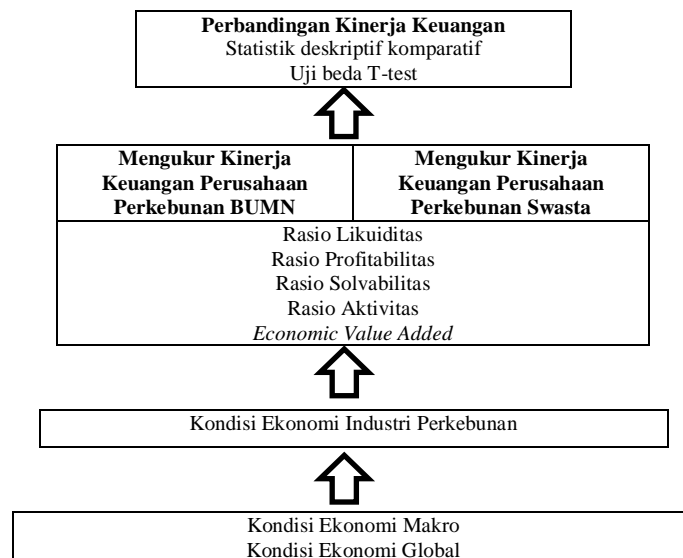 Perbandingan Kinerja Keuangan
Statistik deskriptif komparatif
Uji beda T-test
Mengukur Kinerja
Keuangan Perusahaan
Perkebunan BUMN
Mengukur Kinerja
Keuangan Perusahaan
Perkebunan Swasta
Rasio Likuiditas
Rasio Profitabilitas
Rasio Solvabilitas
Rasio Aktivitas
Economic Value Added
Kondisi Ekonomi Industri Perkebunan
Kondisi Ekonomi Makro
Kondisi Ekonomi Global